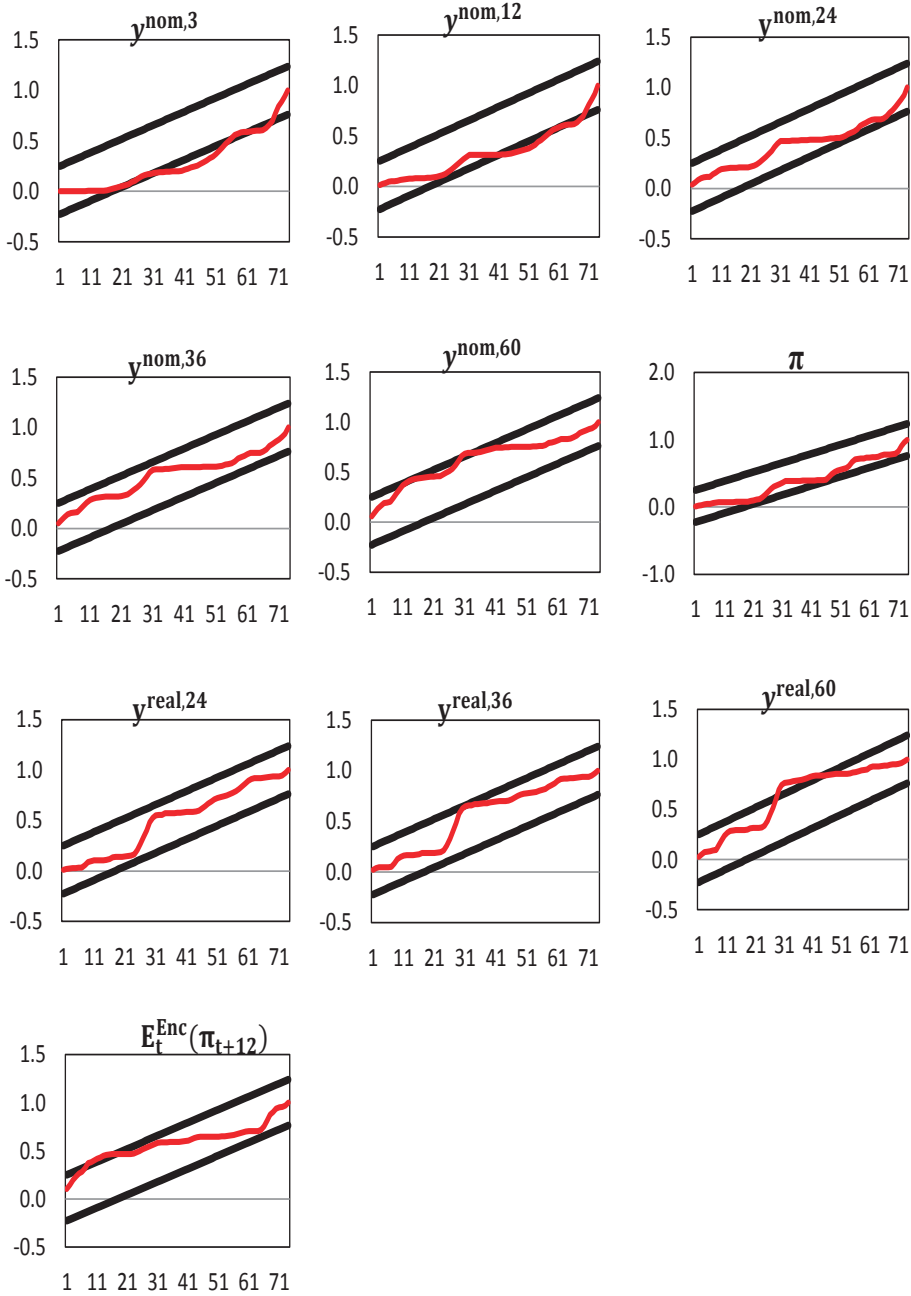 y^nom,3 y^nom,12 y^nom,24
1.5 1.5 1.5
1.0 1.0 1.0
0.5 0.5 0.5
0.0 0.0 0.0
-0.5 -0.5 -0.5
1 11 21 31 41 51 61 71 1 11 21 31 41 51 61 71 1 11 21 31 41 51 61 71
y^nom,36 y^nom,60 π
1.5 1.5 2.0
1.0 1.0 1.0
0.5 0.5 0.0
0.0 0.0 -1.0
-0.5 -0.5
1 11 21 31 41 51 61 71 1 11 21 31 41 51 61 71 1 11 21 31 41 51 61 71
y^real,24 y^real,36 y^real,60
1.5 1.5 1.5
1.0 1.0 1.0
0.5 0.5 0.5
0.0 0.0 0.0
-0.5 -0.5 -0.5
1 11 21 31 41 51 61 71 1 11 21 31 41 51 61 71 1 11 21 31 41 51 61 71
E_t^Enc(π_t+12)
1.5
1.0
0.5
0.0
-0.5
1 11 21 31 41 51 61 71